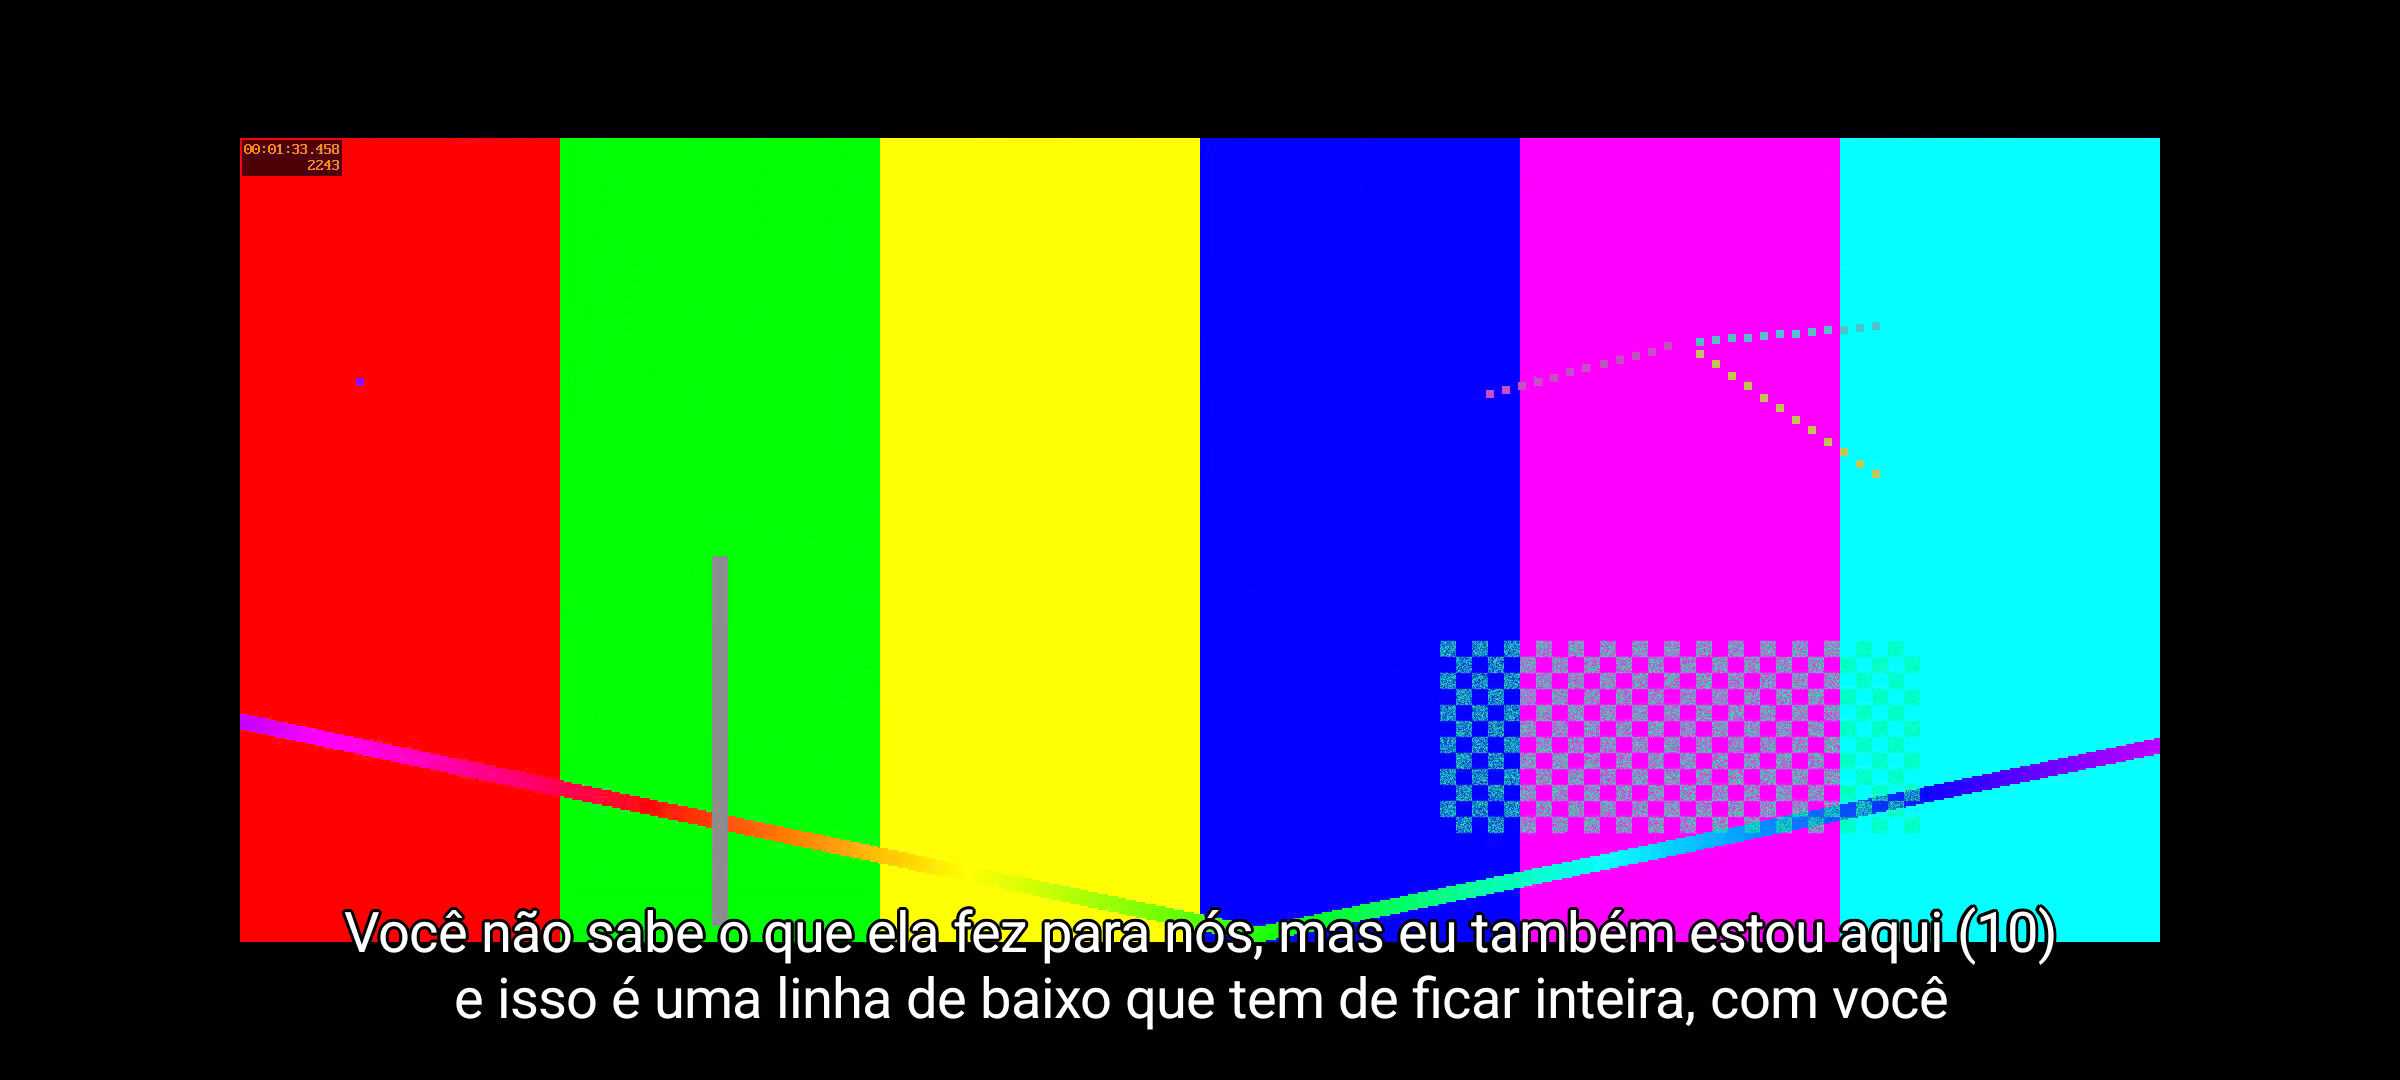 00:01:33.458
2243
Você não sabe o que ela fez para nós, mas eu também estou aqui (10)
e isso é uma linha de baixo que tem de ficar inteira, com você